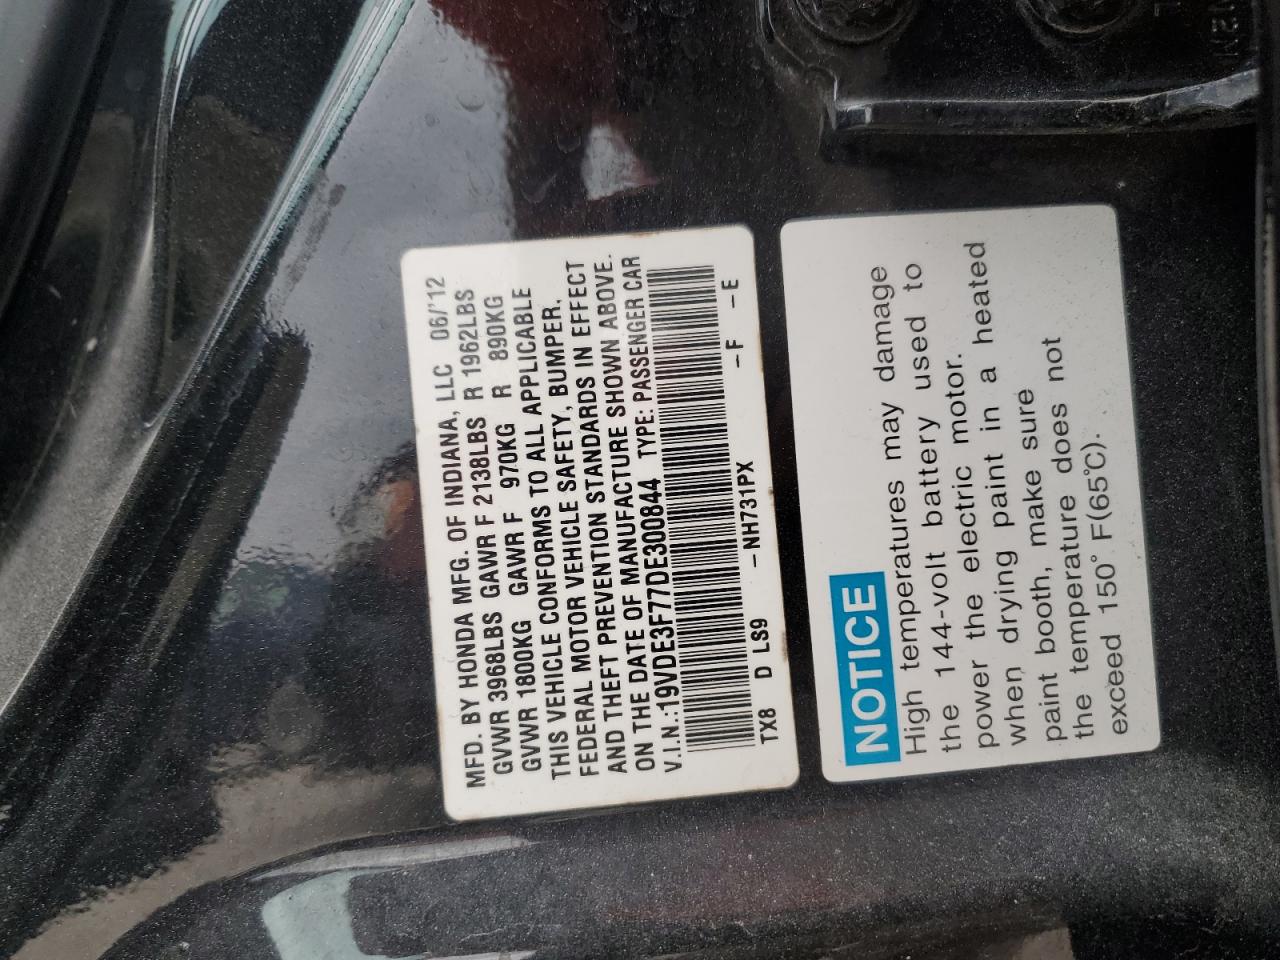 MFD. BY HONDA MFG. OF INDIANA, LLC 06/'12
GVWR 3968LBS GAWR F 2138LBS R 1962LBS
GVWR 1800KG GAWR F 970KG R 890KG
THIS VEHICLE CONFORMS TO ALL APPLICABLE
FEDERAL MOTOR VEHICLE SAFETY, BUMPER,
AND THEFT PREVENTION STANDARDS IN EFFECT
ON THE DATE OF MANUFACTURE SHOWN ABOVE.
V.I.N.:19VDE3F77DE300844 TYPE: PASSENGER CAR
TX8 D LS9 -NH731PX -F -E
NOTICE
High temperatures may damage
the 144-volt battery used to
power the electric motor.
when drying paint in a heated
paint booth, make sure
the temperature does not
exceed 150°F(65°C).